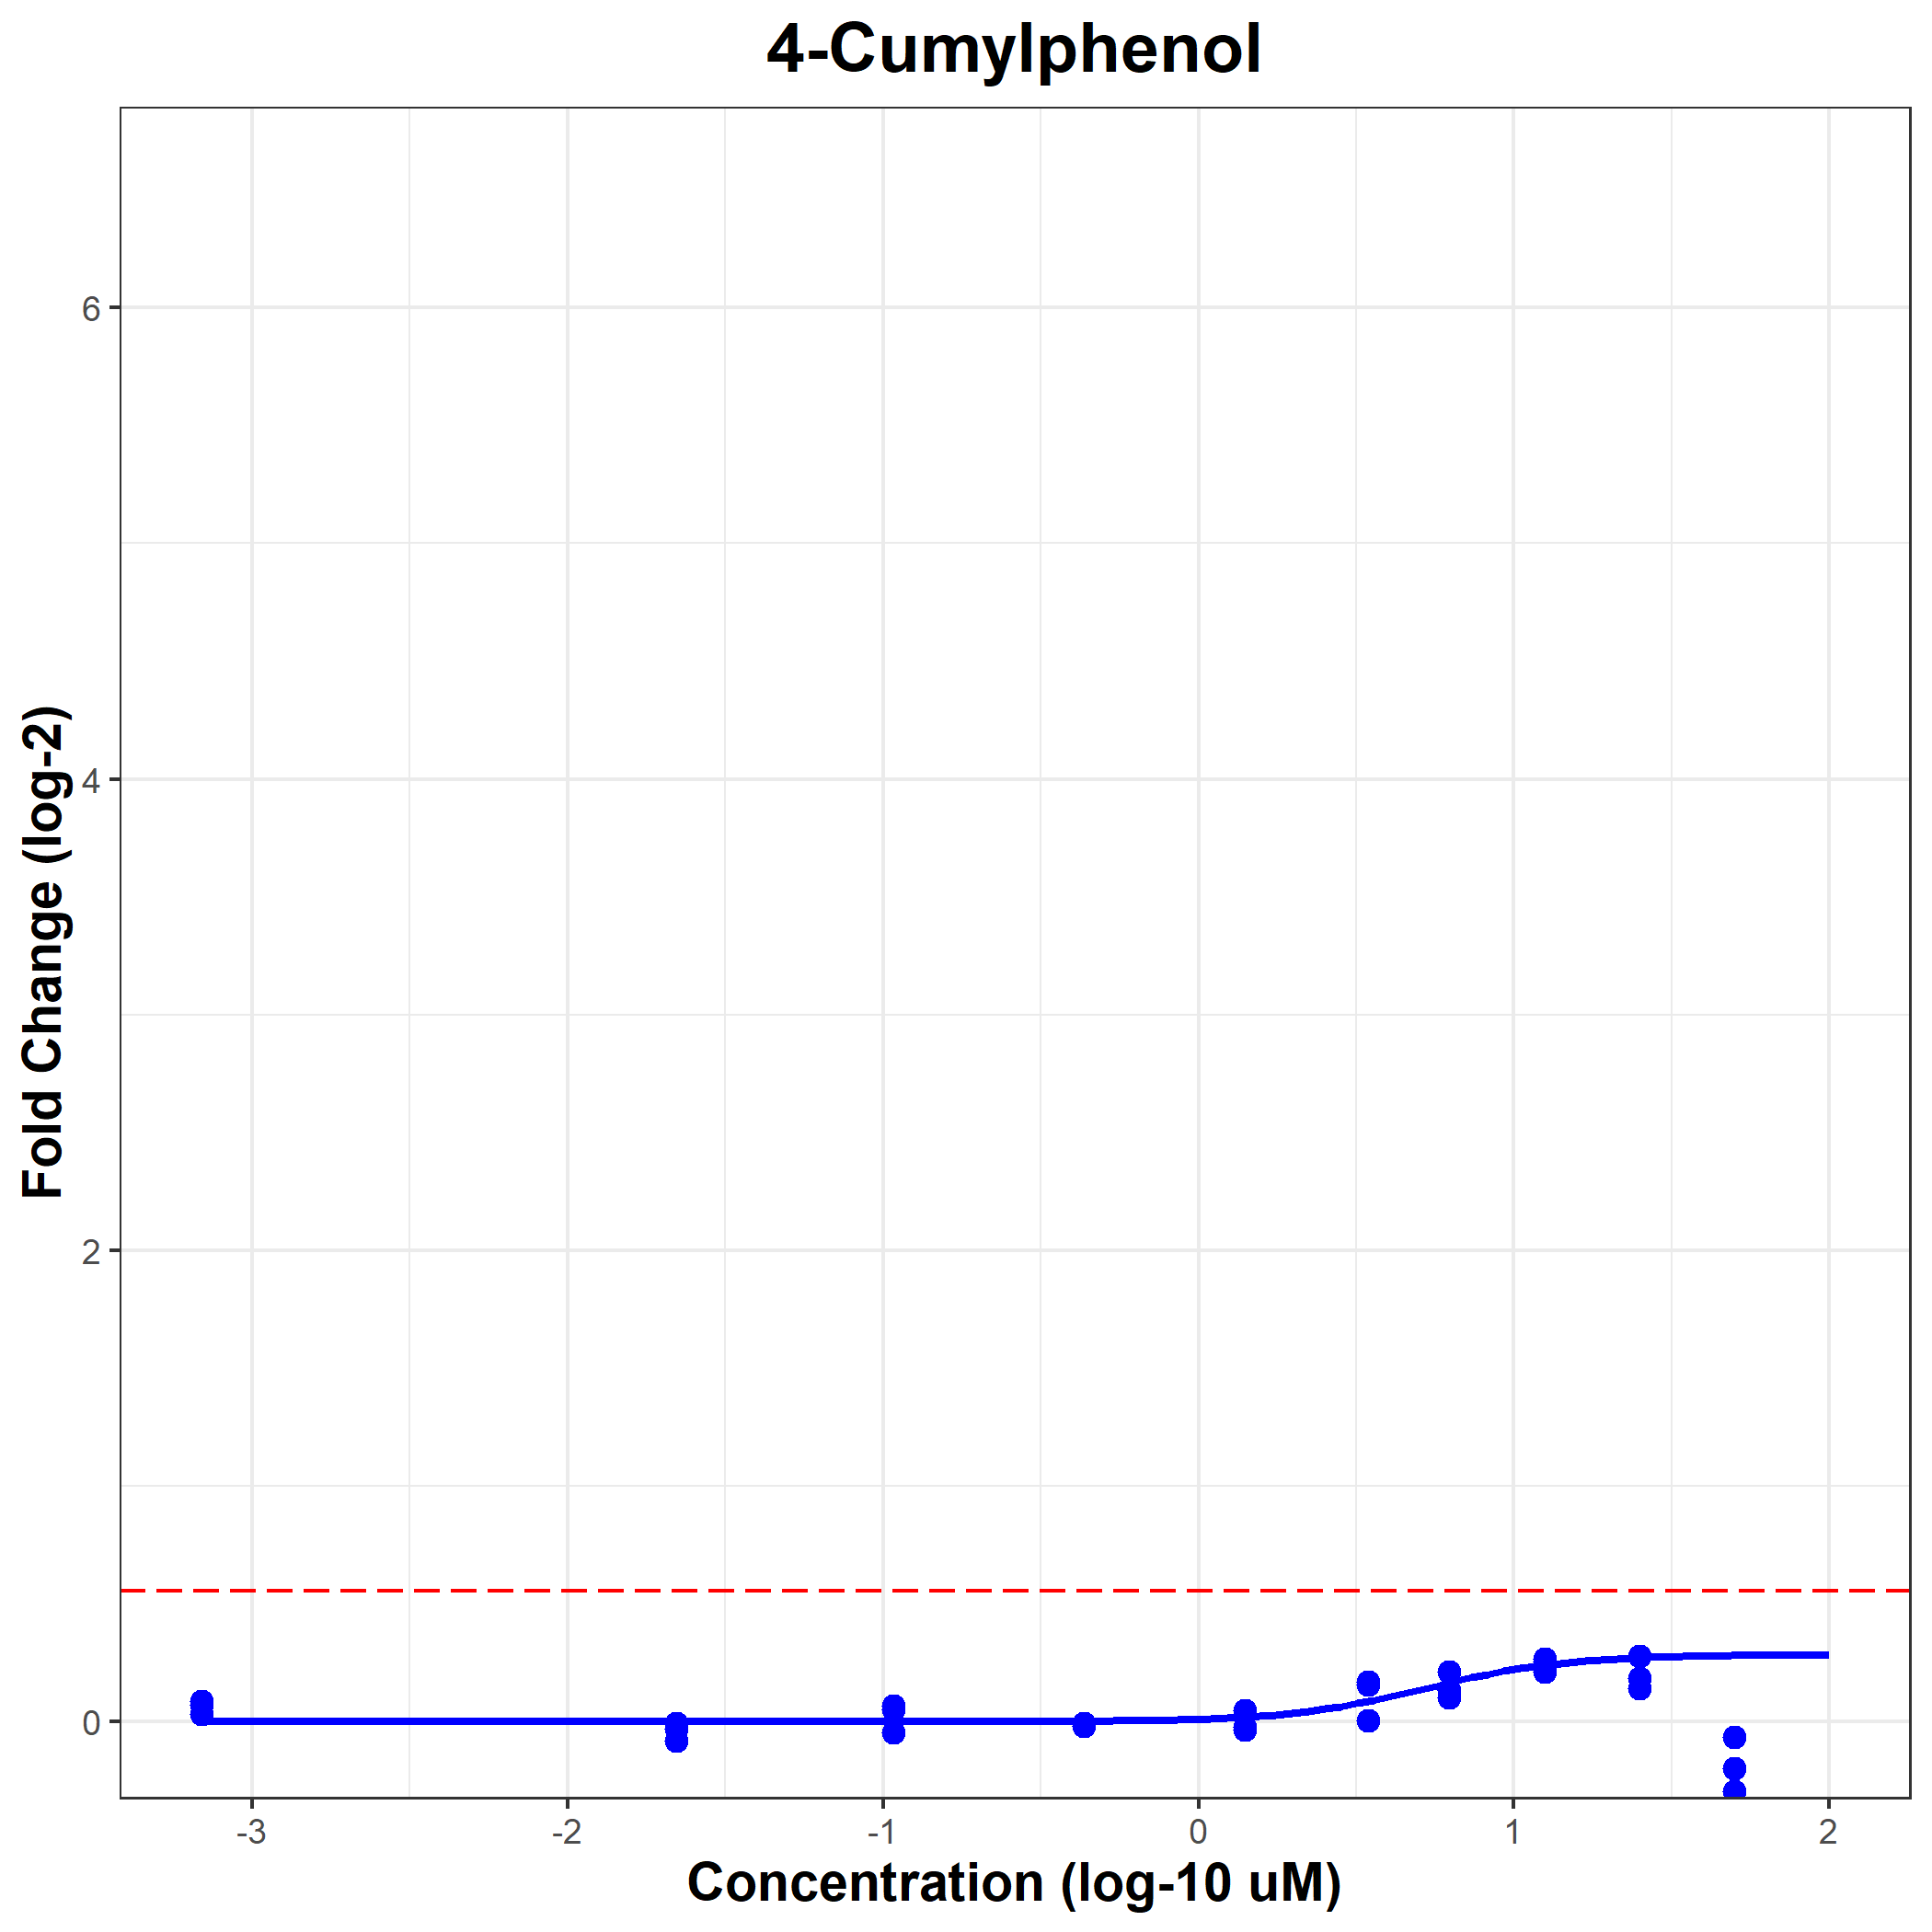 4-Cumylphenol
Fold Change (log-2)
6
4
2
0
-3 -2 -1 0 1 2
Concentration (log-10 uM)